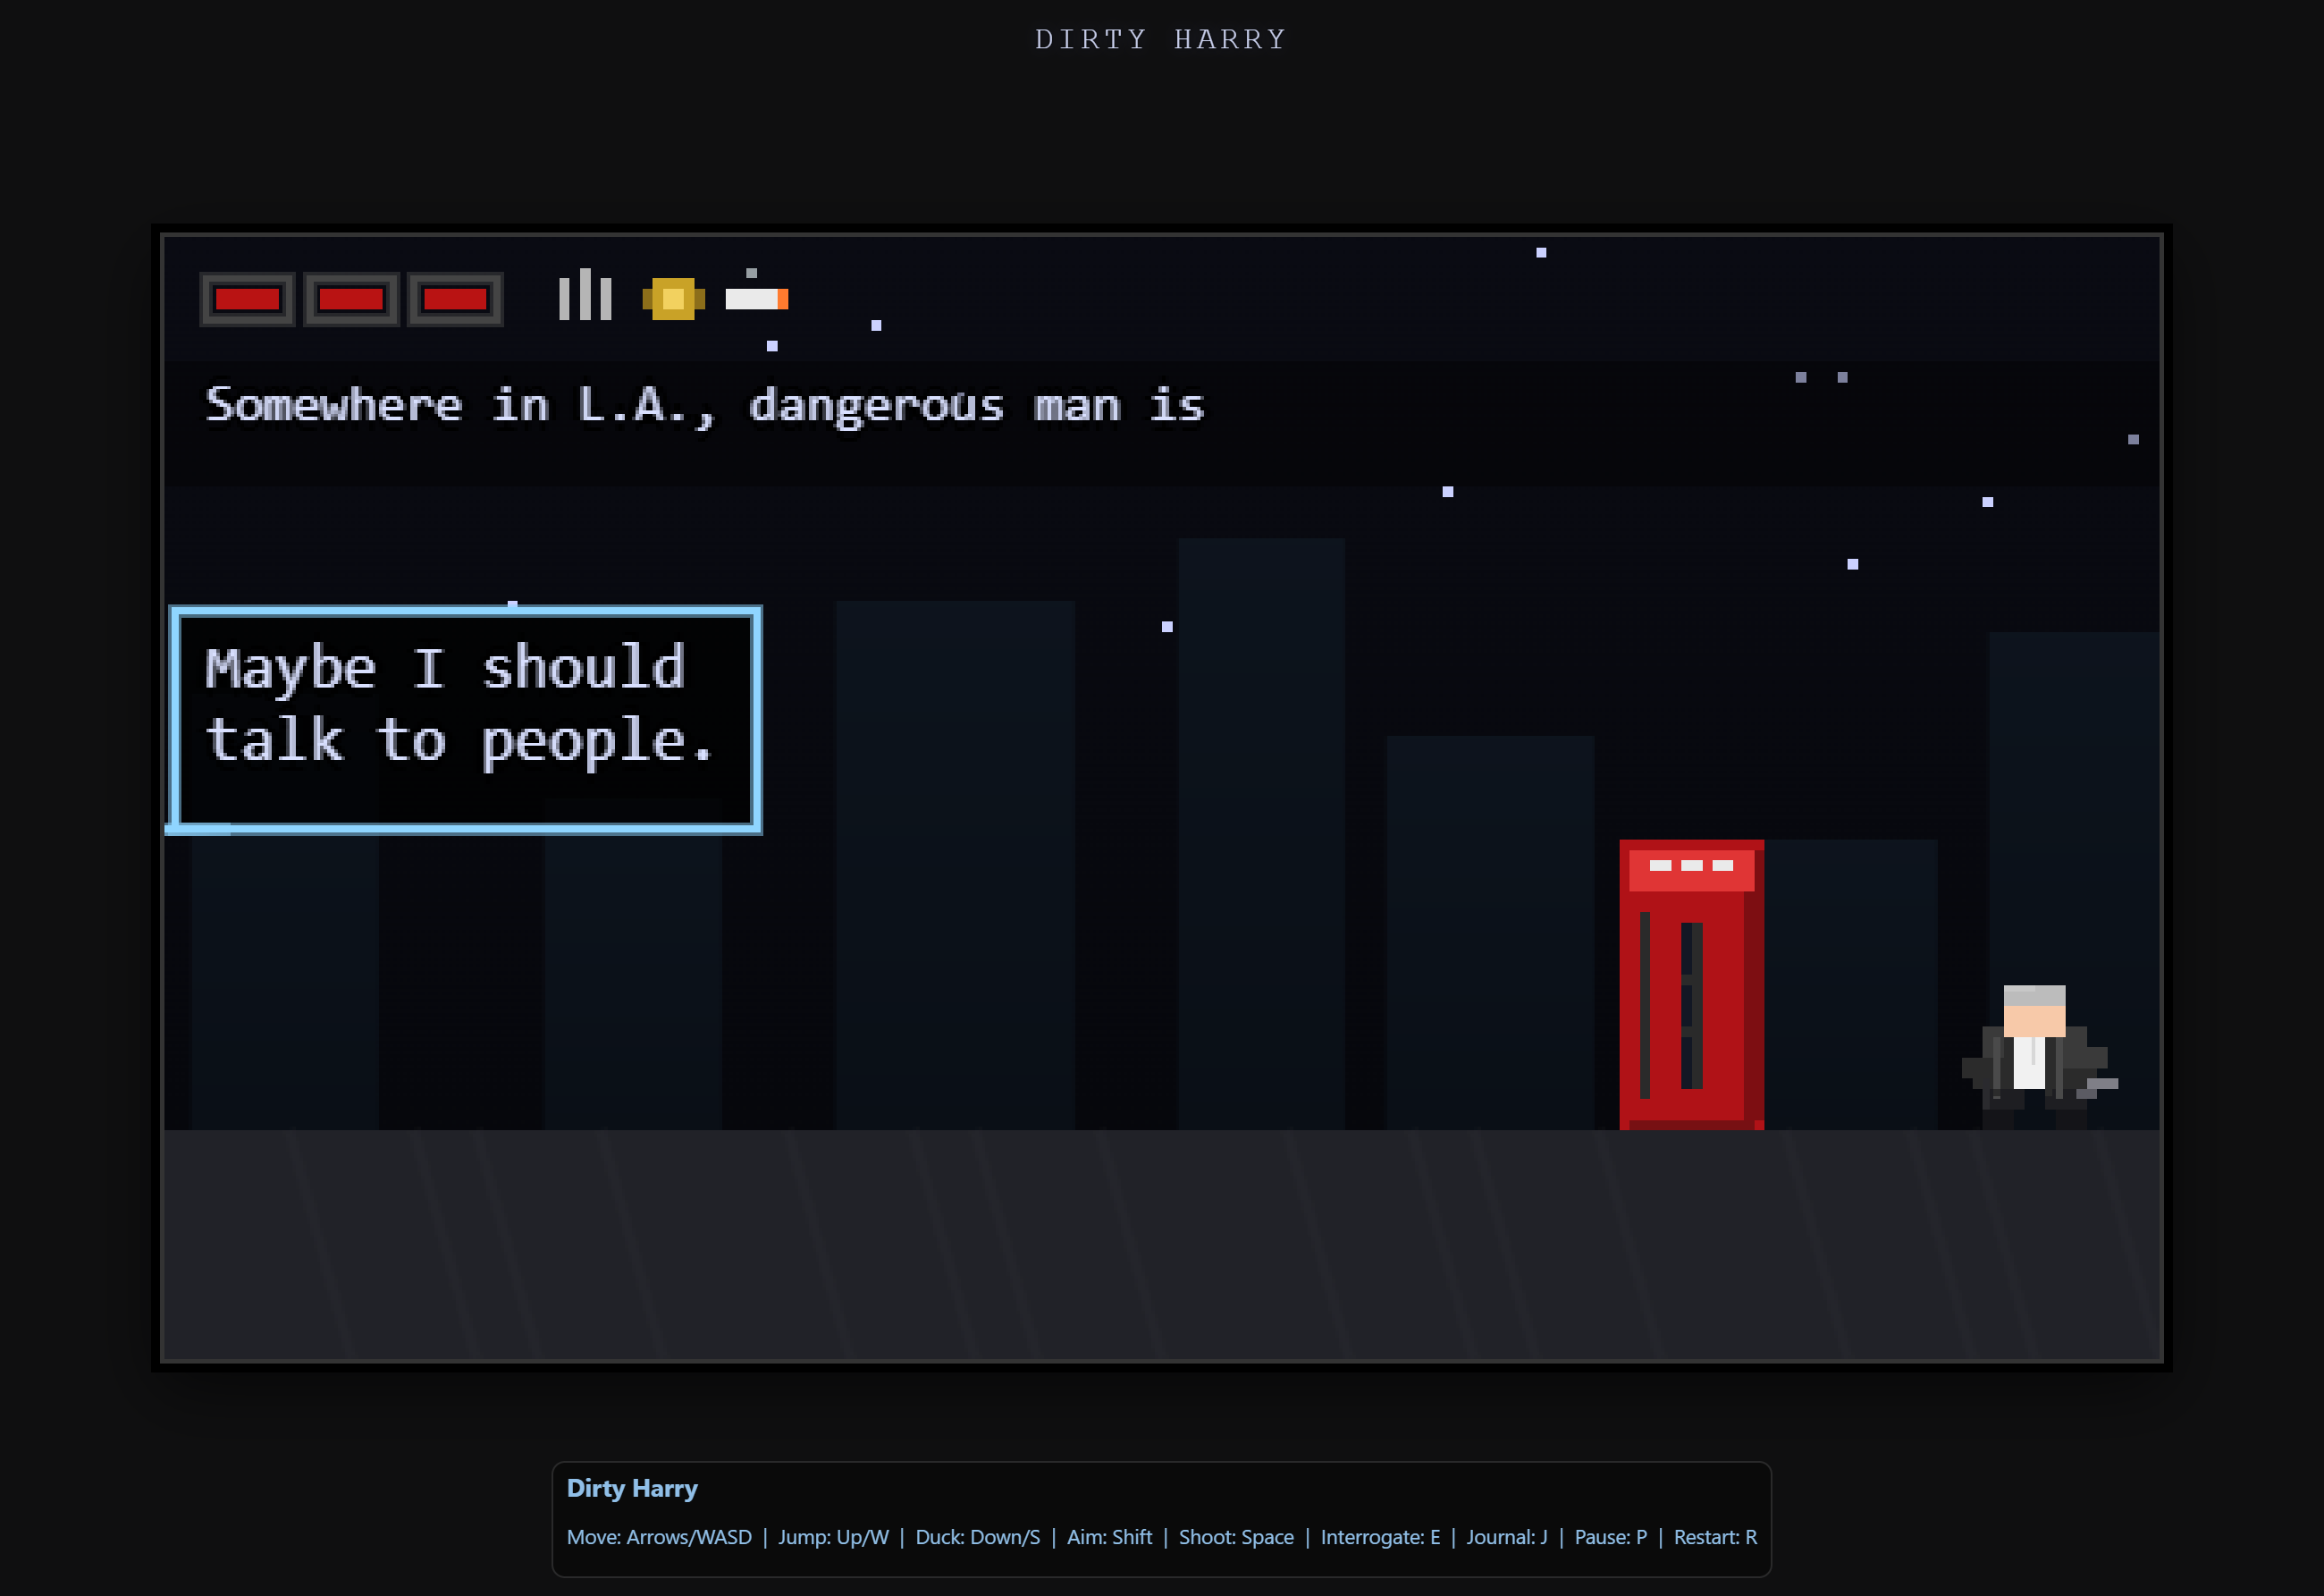 DIRTY HARRY
Somewhere in L.A., dangerous man is
Maybe I should
talk to people.
Dirty Harry
Move: Arrows/WASD | Jump: Up/W | Duck: Down/S | Aim: Shift | Shoot: Space | Interrogate: E | Journal: J | Pause: P | Restart: R